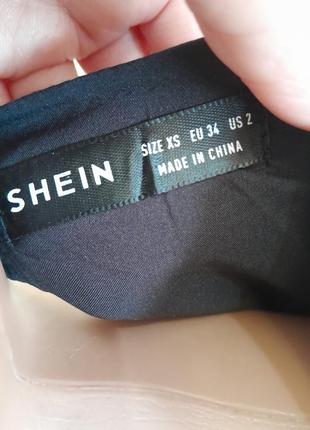 SHEIN
SIZE XS EU 34 US 2
MADE IN CHINA